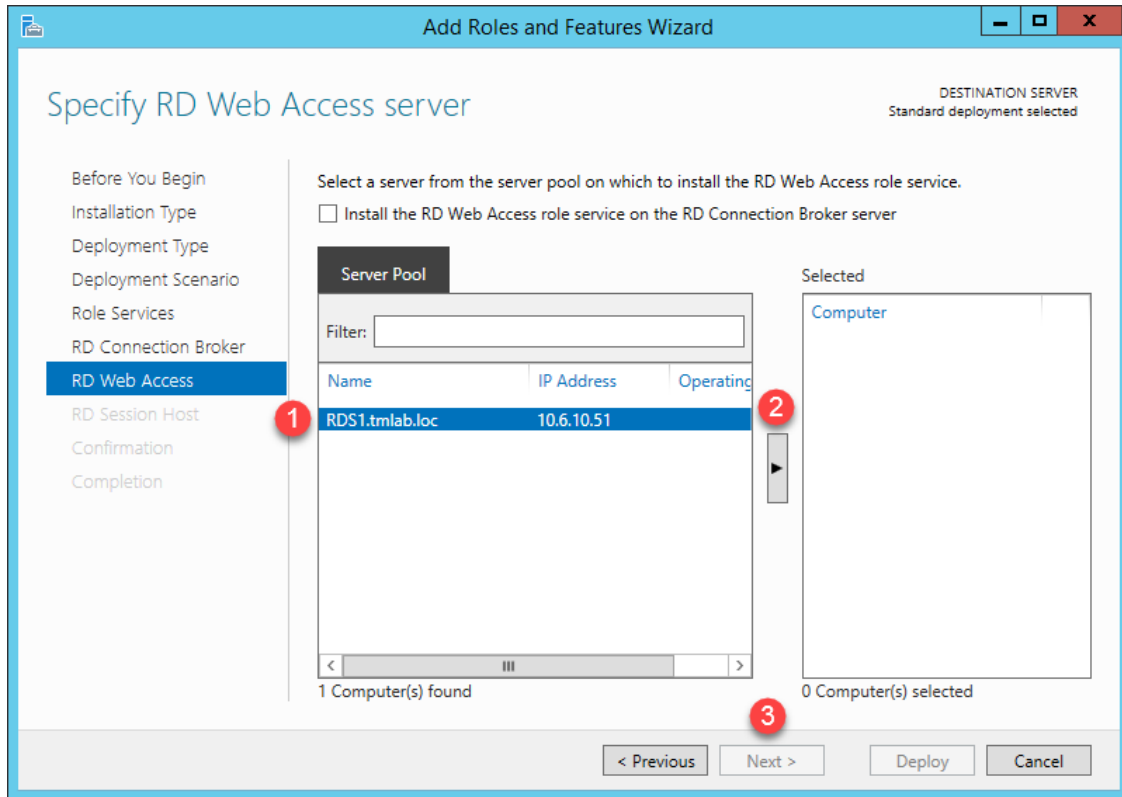 Add Roles and Features Wizard
x
Specify RD Web Access server
DESTINATION SERVER
Standard deployment selected
Before You Begin
Installation Type
Deployment Type
Deployment Scenario
Role Services
RD Connection Broker
RD Web Access
RD Session Host
Confirmation
Completion
Select a server from the server pool on which to install the RD Web Access role service.
Install the RD Web Access role service on the RD Connection Broker server
Server Pool
Filter:
Name IP Address Operating
1 RDS1.tmlab.loc 10.6.10.51
2
1 Computer(s) found
Selected
Computer
0 Computer(s) selected
3
< Previous Next > Deploy Cancel